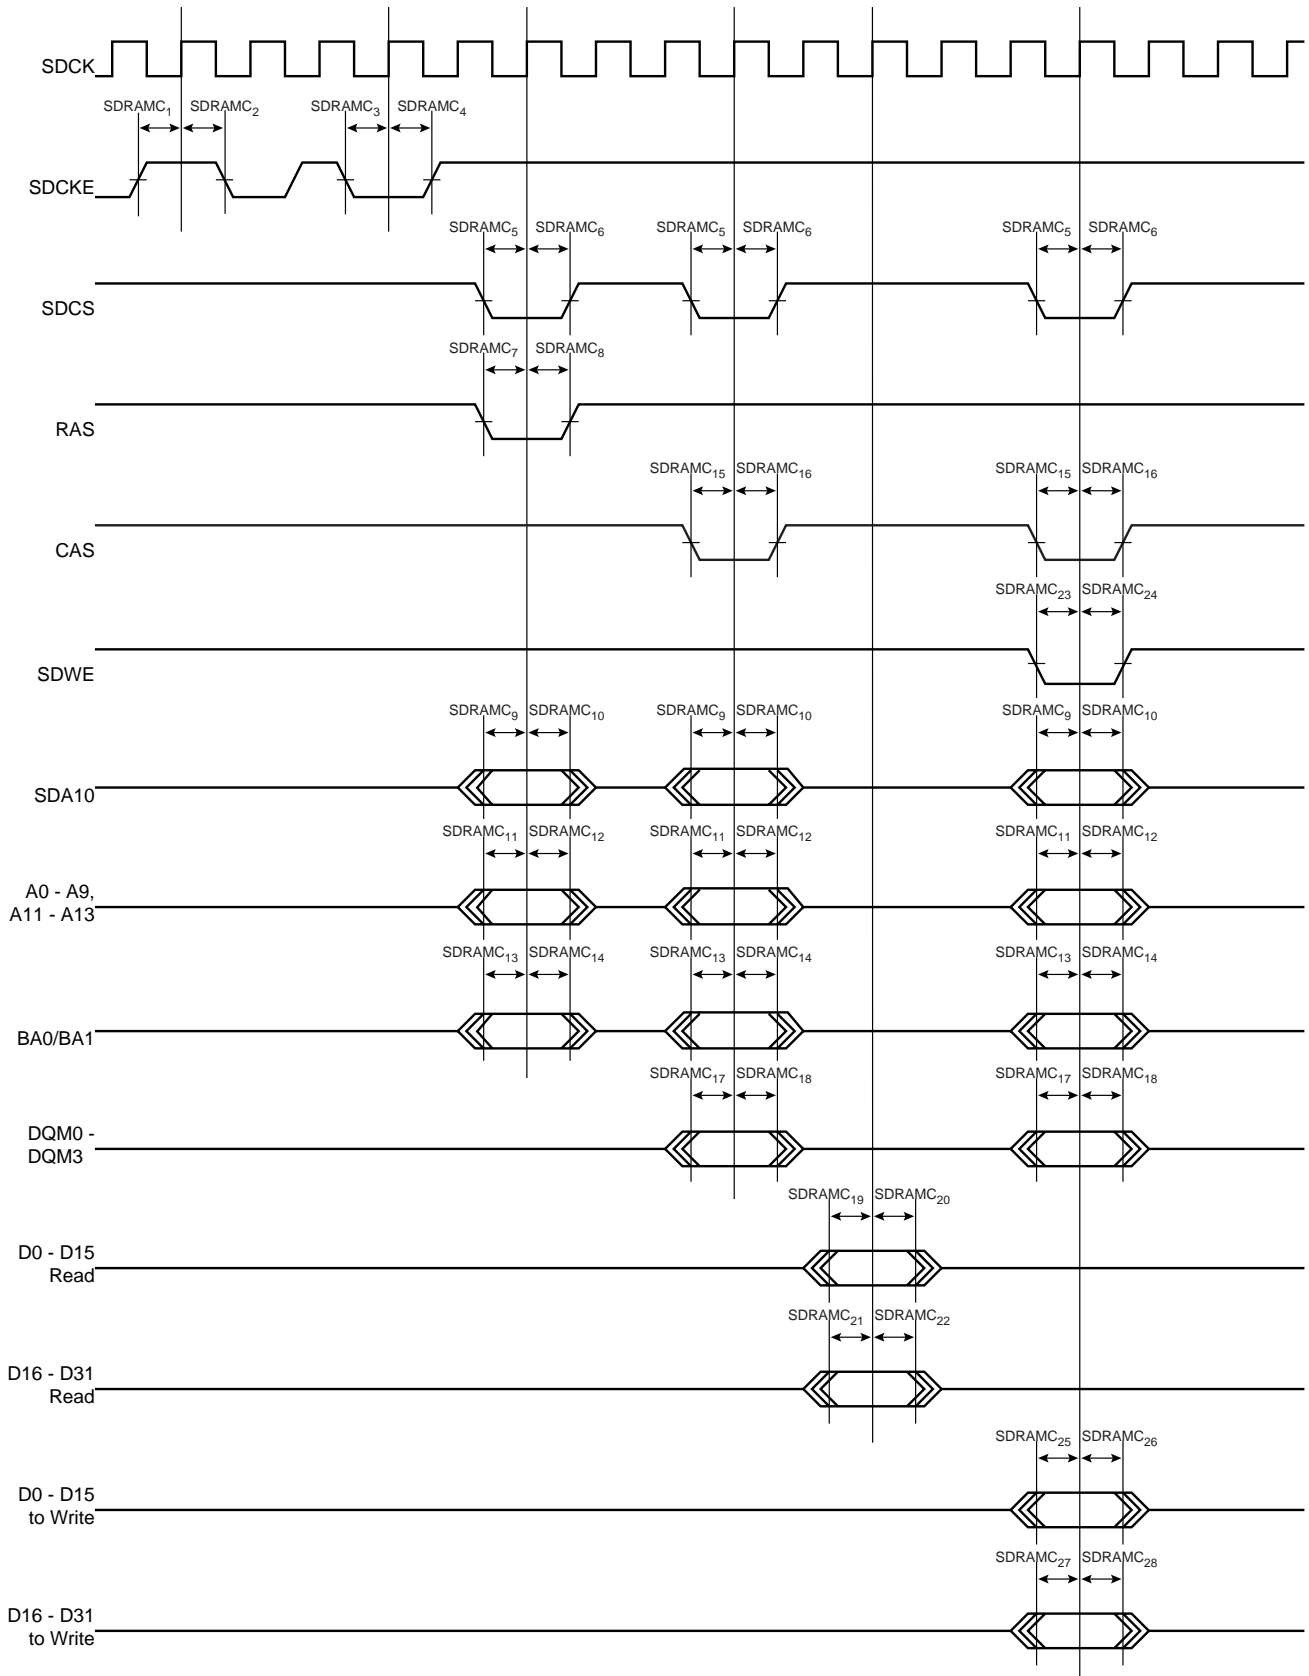 SDCK
SDRAMC1 SDRAMC2 SDRAMC3 SDRAMC4
SDCKE
SDRAMC5 SDRAMC6 SDRAMC5 SDRAMC6 SDRAMC5 SDRAMC6
SDCS
SDRAMC7 SDRAMC8
RAS
SDRAMC15 SDRAMC16 SDRAMC15 SDRAMC16
CAS
SDRAMC23 SDRAMC24
SDWE
SDRAMC9 SDRAMC10 SDRAMC9 SDRAMC10 SDRAMC9 SDRAMC10
SDA10
SDRAMC11 SDRAMC12 SDRAMC11 SDRAMC12 SDRAMC11 SDRAMC12
A0 - A9,
A11 - A13
SDRAMC13 SDRAMC14 SDRAMC13 SDRAMC14 SDRAMC13 SDRAMC14
BA0/BA1
SDRAMC17 SDRAMC18 SDRAMC17 SDRAMC18
DQM0 -
DQM3
SDRAMC19 SDRAMC20
D0 - D15
Read
SDRAMC21 SDRAMC22
D16 - D31
Read
SDRAMC25 SDRAMC26
D0 - D15
to Write
SDRAMC27 SDRAMC28
D16 - D31
to Write